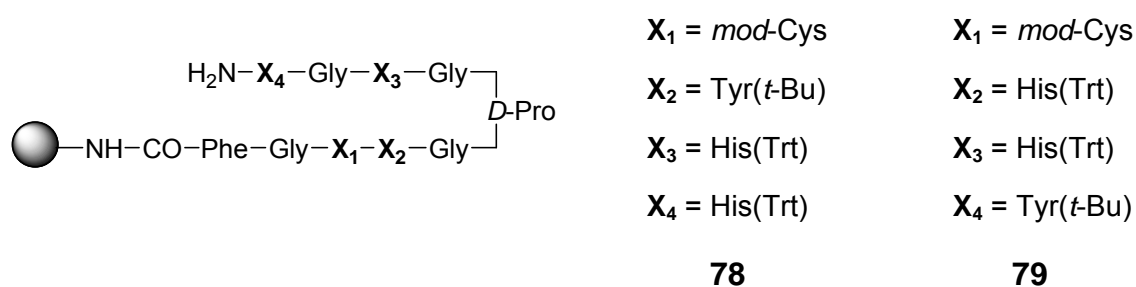 H₂N–X₄–Gly–X₃–Gly
D-Pro
NH–CO–Phe–Gly–X₁–X₂–Gly
X₁ = mod-Cys
X₂ = Tyr(t-Bu)
X₃ = His(Trt)
X₄ = His(Trt)
78
X₁ = mod-Cys
X₂ = His(Trt)
X₃ = His(Trt)
X₄ = Tyr(t-Bu)
79